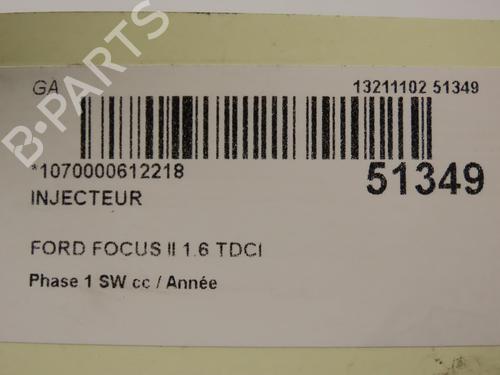 GA 13211102 51349
*1070000612218 51349
INJECTEUR
FORD FOCUS II 1.6 TDCI
Phase 1 SW cc / Année
B-PARTS